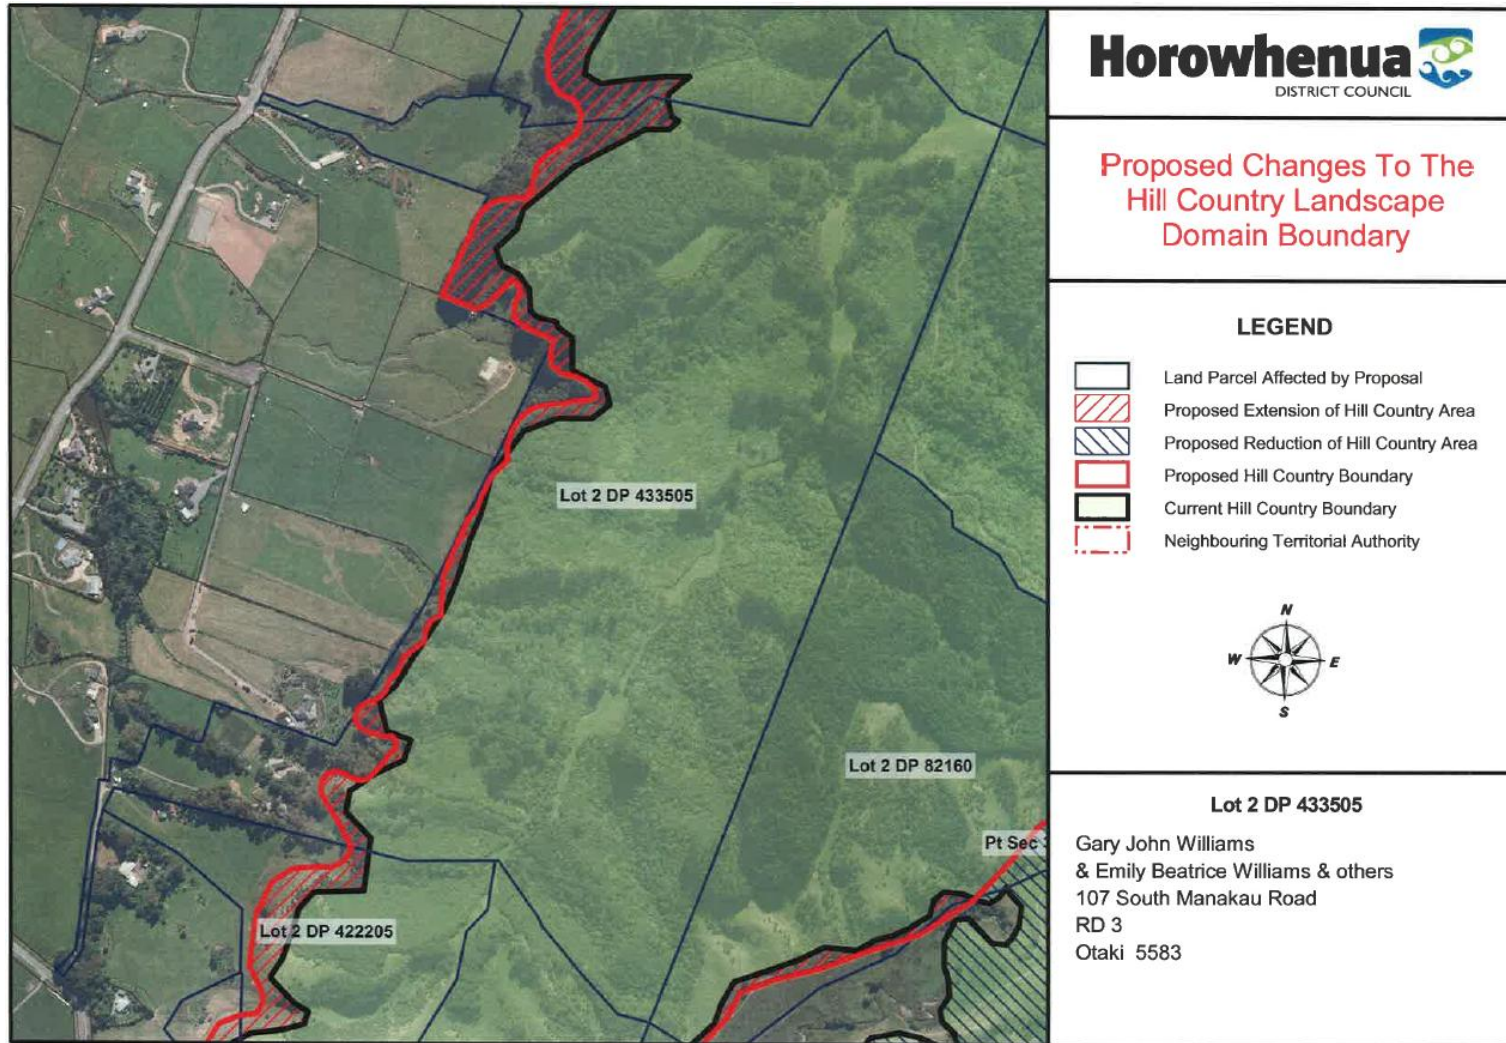 Horowhenua
DISTRICT COUNCIL
Proposed Changes To The
Hill Country Landscape
Domain Boundary
LEGEND
Land Parcel Affected by Proposal
Proposed Extension of Hill Country Area
Proposed Reduction of Hill Country Area
Proposed Hill Country Boundary
Current Hill Country Boundary
Neighbouring Territorial Authority
N
W E
S
Lot 2 DP 433505
Gary John Williams
& Emily Beatrice Williams & others
107 South Manakau Road
RD 3
Otaki 5583
Lot 2 DP 433505
Lot 2 DP 82160
Pt Sec
Lot 2 DP 422205